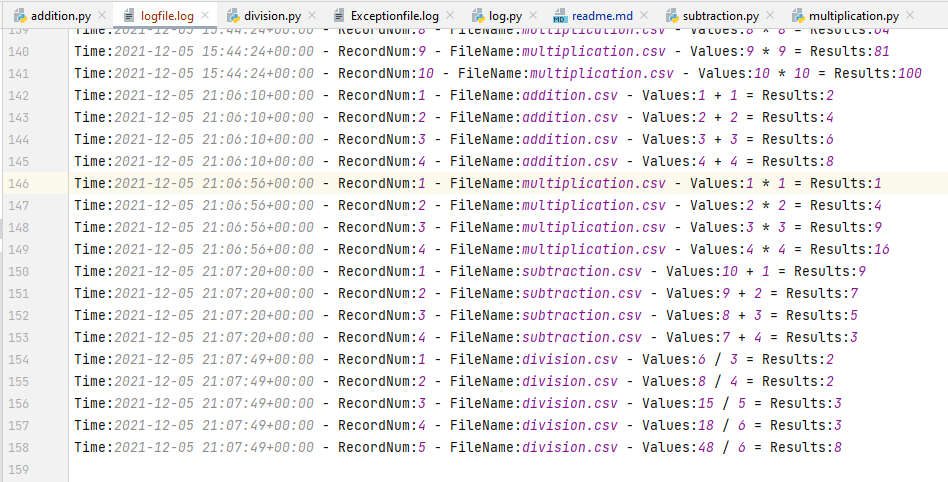 addition.py logfile.log division.py Exceptionfile.log log.py readme.md subtraction.py multiplication.py
139 Time:2021-12-05 15:44:24+00:00 - RecordNum:8 - FileName:multiplication.csv - Values:8 * 8 = Results:64
140 Time:2021-12-05 15:44:24+00:00 - RecordNum:9 - FileName:multiplication.csv - Values:9 * 9 = Results:81
141 Time:2021-12-05 15:44:24+00:00 - RecordNum:10 - FileName:multiplication.csv - Values:10 * 10 = Results:100
142 Time:2021-12-05 21:06:10+00:00 - RecordNum:1 - FileName:addition.csv - Values:1 + 1 = Results:2
143 Time:2021-12-05 21:06:10+00:00 - RecordNum:2 - FileName:addition.csv - Values:2 + 2 = Results:4
144 Time:2021-12-05 21:06:10+00:00 - RecordNum:3 - FileName:addition.csv - Values:3 + 3 = Results:6
145 Time:2021-12-05 21:06:10+00:00 - RecordNum:4 - FileName:addition.csv - Values:4 + 4 = Results:8
146 Time:2021-12-05 21:06:56+00:00 - RecordNum:1 - FileName:multiplication.csv - Values:1 * 1 = Results:1
147 Time:2021-12-05 21:06:56+00:00 - RecordNum:2 - FileName:multiplication.csv - Values:2 * 2 = Results:4
148 Time:2021-12-05 21:06:56+00:00 - RecordNum:3 - FileName:multiplication.csv - Values:3 * 3 = Results:9
149 Time:2021-12-05 21:06:56+00:00 - RecordNum:4 - FileName:multiplication.csv - Values:4 * 4 = Results:16
150 Time:2021-12-05 21:07:20+00:00 - RecordNum:1 - FileName:subtraction.csv - Values:10 + 1 = Results:9
151 Time:2021-12-05 21:07:20+00:00 - RecordNum:2 - FileName:subtraction.csv - Values:9 + 2 = Results:7
152 Time:2021-12-05 21:07:20+00:00 - RecordNum:3 - FileName:subtraction.csv - Values:8 + 3 = Results:5
153 Time:2021-12-05 21:07:20+00:00 - RecordNum:4 - FileName:subtraction.csv - Values:7 + 4 = Results:3
154 Time:2021-12-05 21:07:49+00:00 - RecordNum:1 - FileName:division.csv - Values:6 / 3 = Results:2
155 Time:2021-12-05 21:07:49+00:00 - RecordNum:2 - FileName:division.csv - Values:8 / 4 = Results:2
156 Time:2021-12-05 21:07:49+00:00 - RecordNum:3 - FileName:division.csv - Values:15 / 5 = Results:3
157 Time:2021-12-05 21:07:49+00:00 - RecordNum:4 - FileName:division.csv - Values:18 / 6 = Results:3
158 Time:2021-12-05 21:07:49+00:00 - RecordNum:5 - FileName:division.csv - Values:48 / 6 = Results:8
159